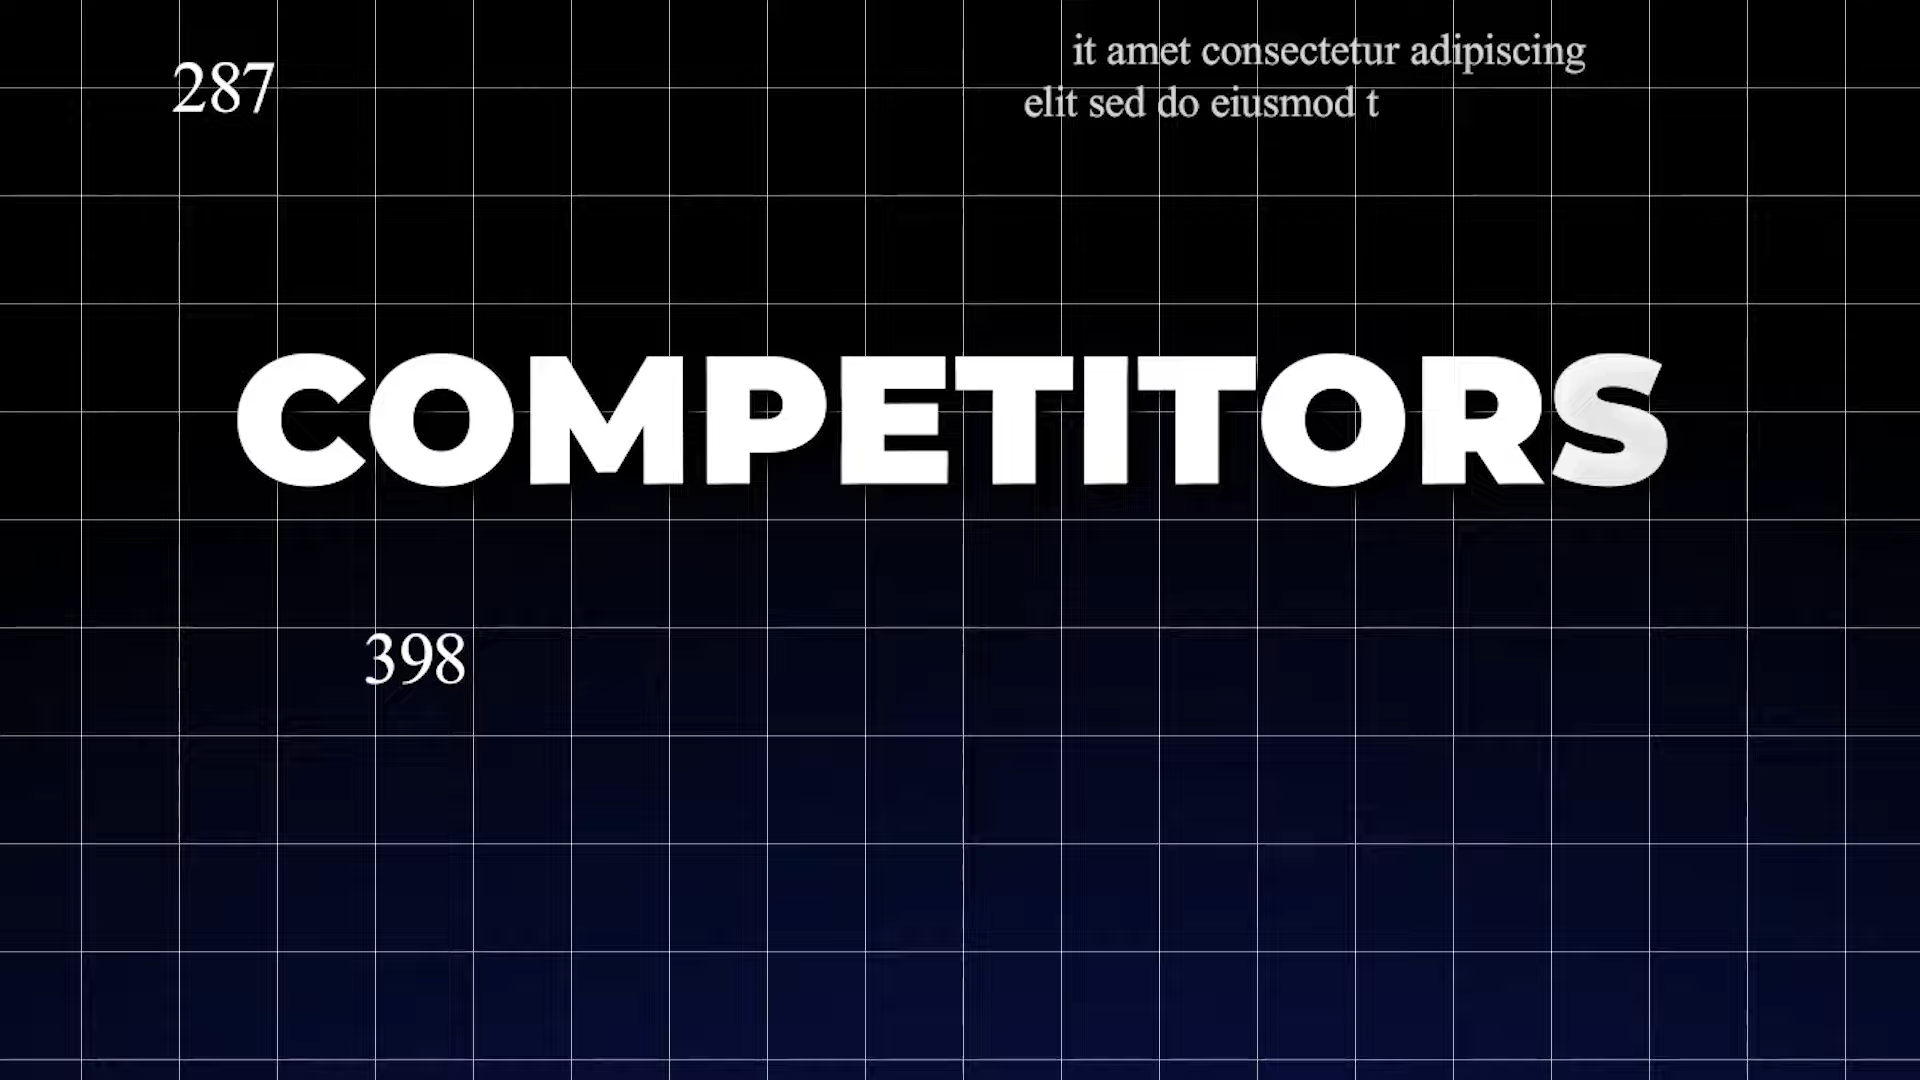 it amet consectetur adipiscing
287
elit sed do eiusmod t
COMPETITORS
398